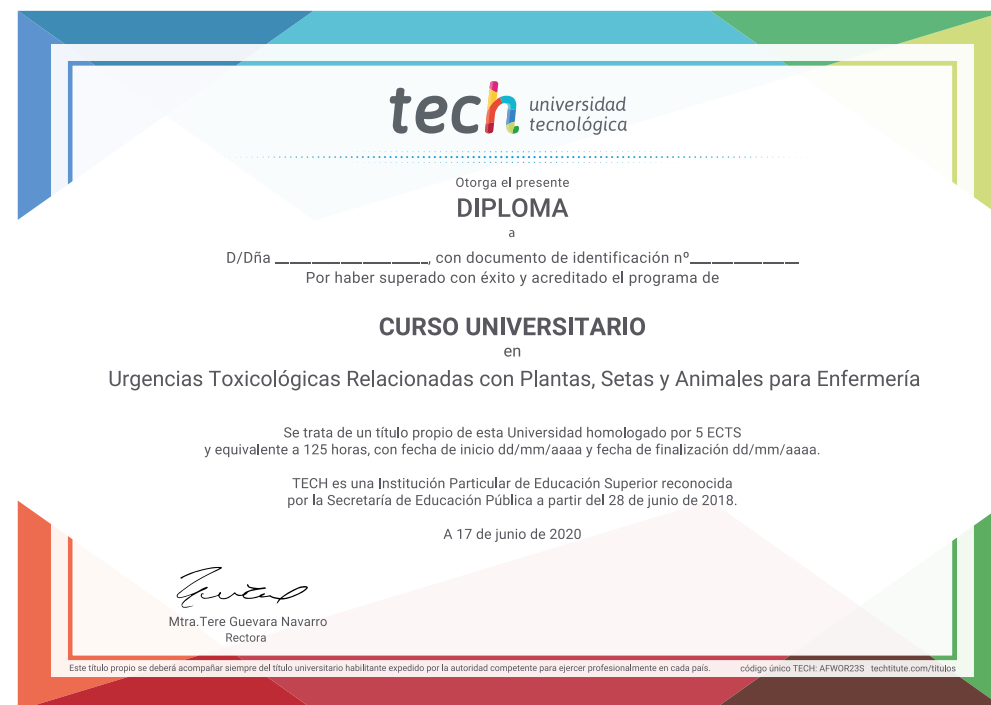 tech universidad
tecnológica
Otorga el presente
DIPLOMA
a
D/Dña ____________________, con documento de identificación nº______________
Por haber superado con éxito y acreditado el programa de
CURSO UNIVERSITARIO
en
Urgencias Toxicológicas Relacionadas con Plantas, Setas y Animales para Enfermería
Se trata de un título propio de esta Universidad homologado por 5 ECTS
y equivalente a 125 horas, con fecha de inicio dd/mm/aaaa y fecha de finalización dd/mm/aaaa.
TECH es una Institución Particular de Educación Superior reconocida
por la Secretaría de Educación Pública a partir del 28 de junio de 2018.
A 17 de junio de 2020
Mtra.Tere Guevara Navarro
Rectora
Este título propio se deberá acompañar siempre del título universitario habilitante expedido por la autoridad competente para ejercer profesionalmente en cada país. código único TECH: AFWOR23S techtitute.com/titulos